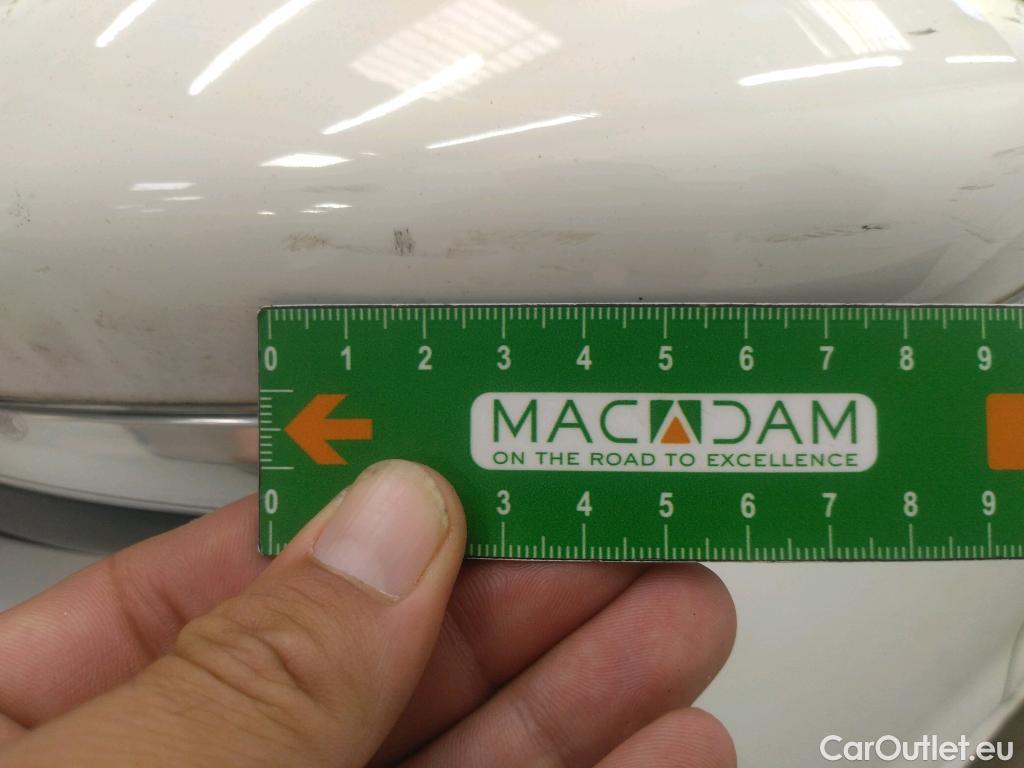 0 1 2 3 4 5 6 7 8 9
MACADAM
ON THE ROAD TO EXCELLENCE
0 3 4 5 6 7 8 9
CarOutlet.eu